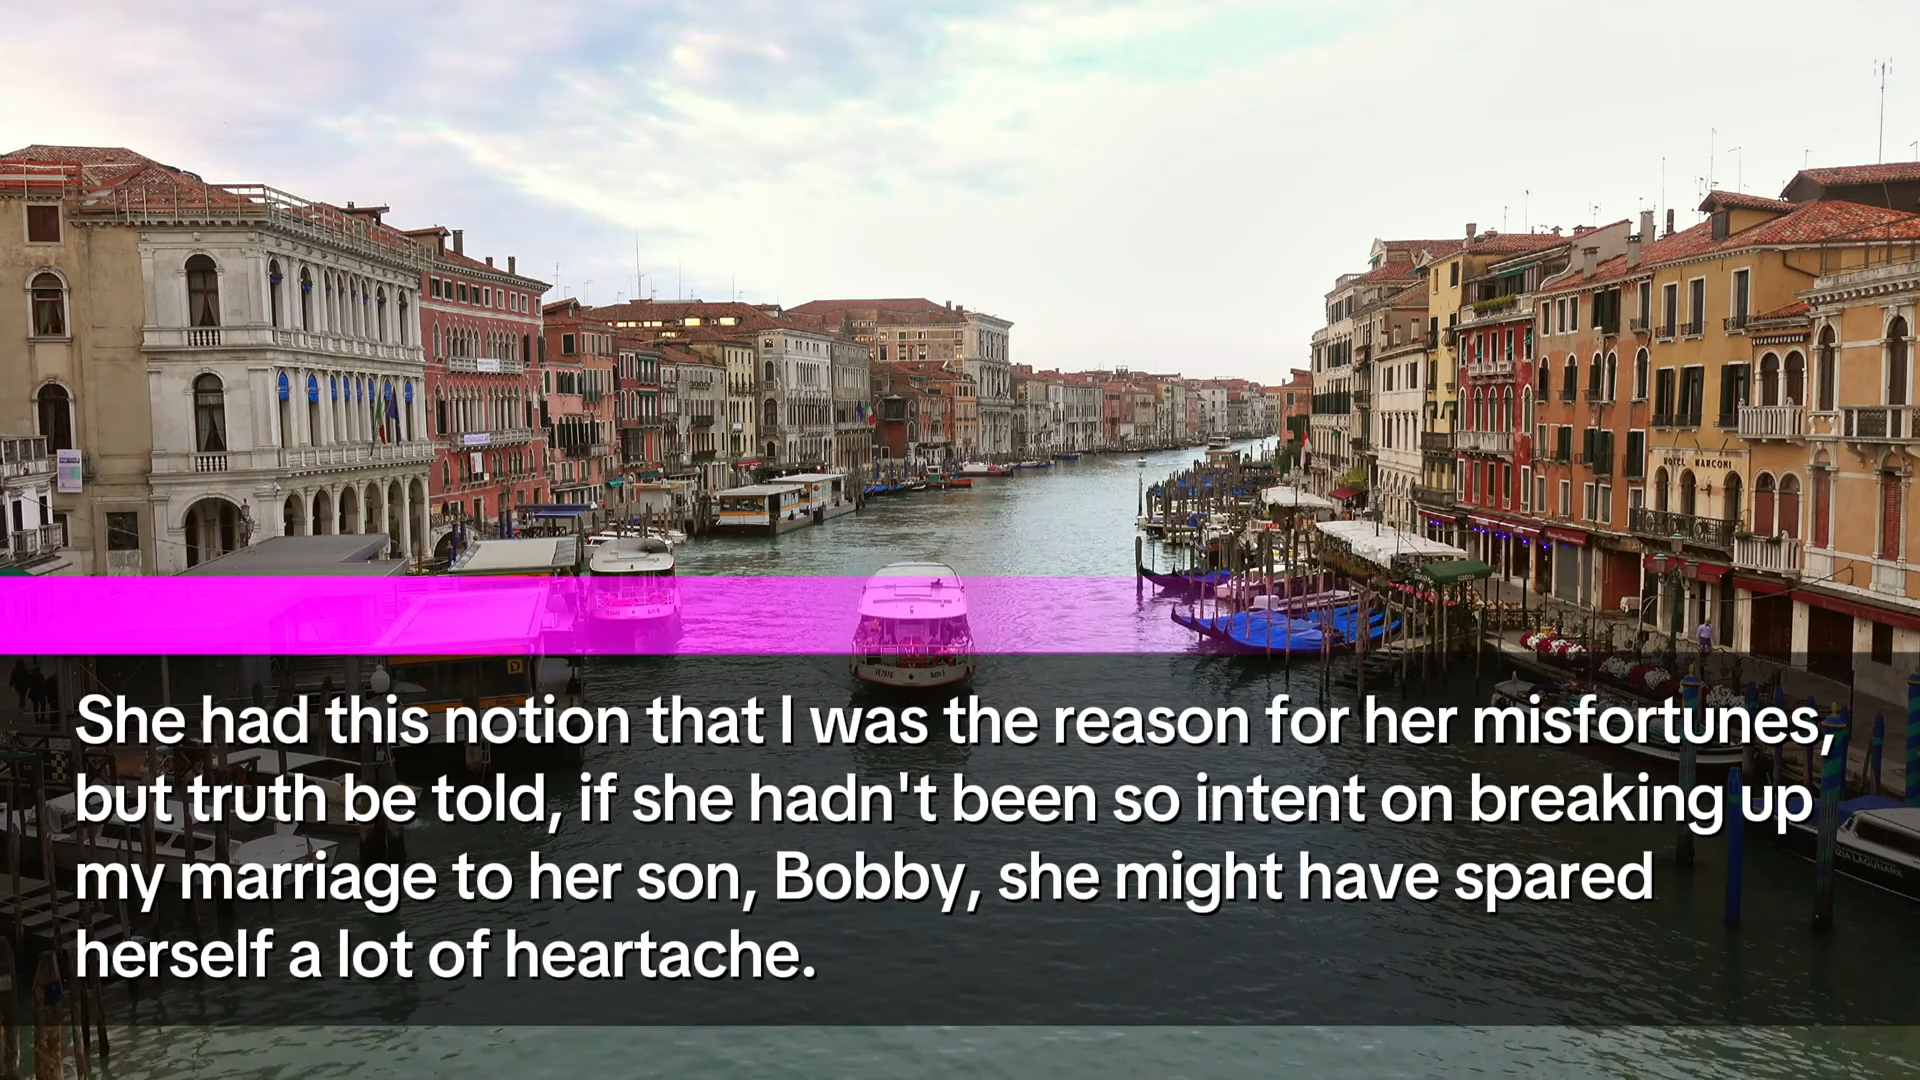 HOTEL MARCONI
D
She had this notion that I was the reason for her misfortunes,
but truth be told, if she hadn't been so intent on breaking up
my marriage to her son, Bobby, she might have spared
herself a lot of heartache.